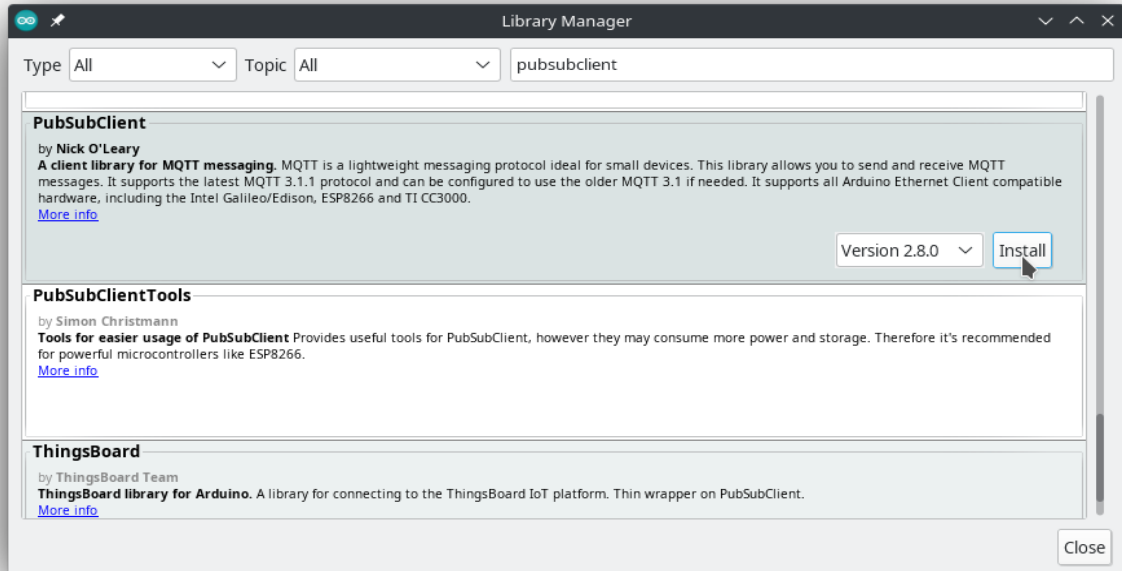 Library Manager
Type All Topic All pubsubclient
PubSubClient
by Nick O'Leary
A client library for MQTT messaging. MQTT is a lightweight messaging protocol ideal for small devices. This library allows you to send and receive MQTT
messages. It supports the latest MQTT 3.1.1 protocol and can be configured to use the older MQTT 3.1 if needed. It supports all Arduino Ethernet Client compatible
hardware, including the Intel Galileo/Edison, ESP8266 and TI CC3000.
More info
Version 2.8.0 Install
PubSubClientTools
by Simon Christmann
Tools for easier usage of PubSubClient Provides useful tools for PubSubClient, however they may consume more power and storage. Therefore it's recommended
for powerful microcontrollers like ESP8266.
More info
ThingsBoard
by ThingsBoard Team
ThingsBoard library for Arduino. A library for connecting to the ThingsBoard IoT platform. Thin wrapper on PubSubClient.
More info
Close